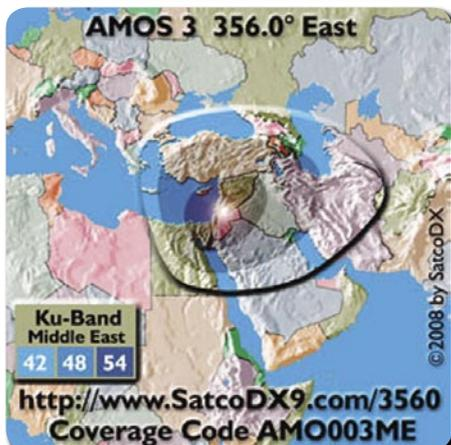 AMOS 3 356.0° East
©2008 by SatcoDX
Ku-Band
Middle East
42 48 54
http://www.SatcoDX9.com/3560
Coverage Code AMO003ME